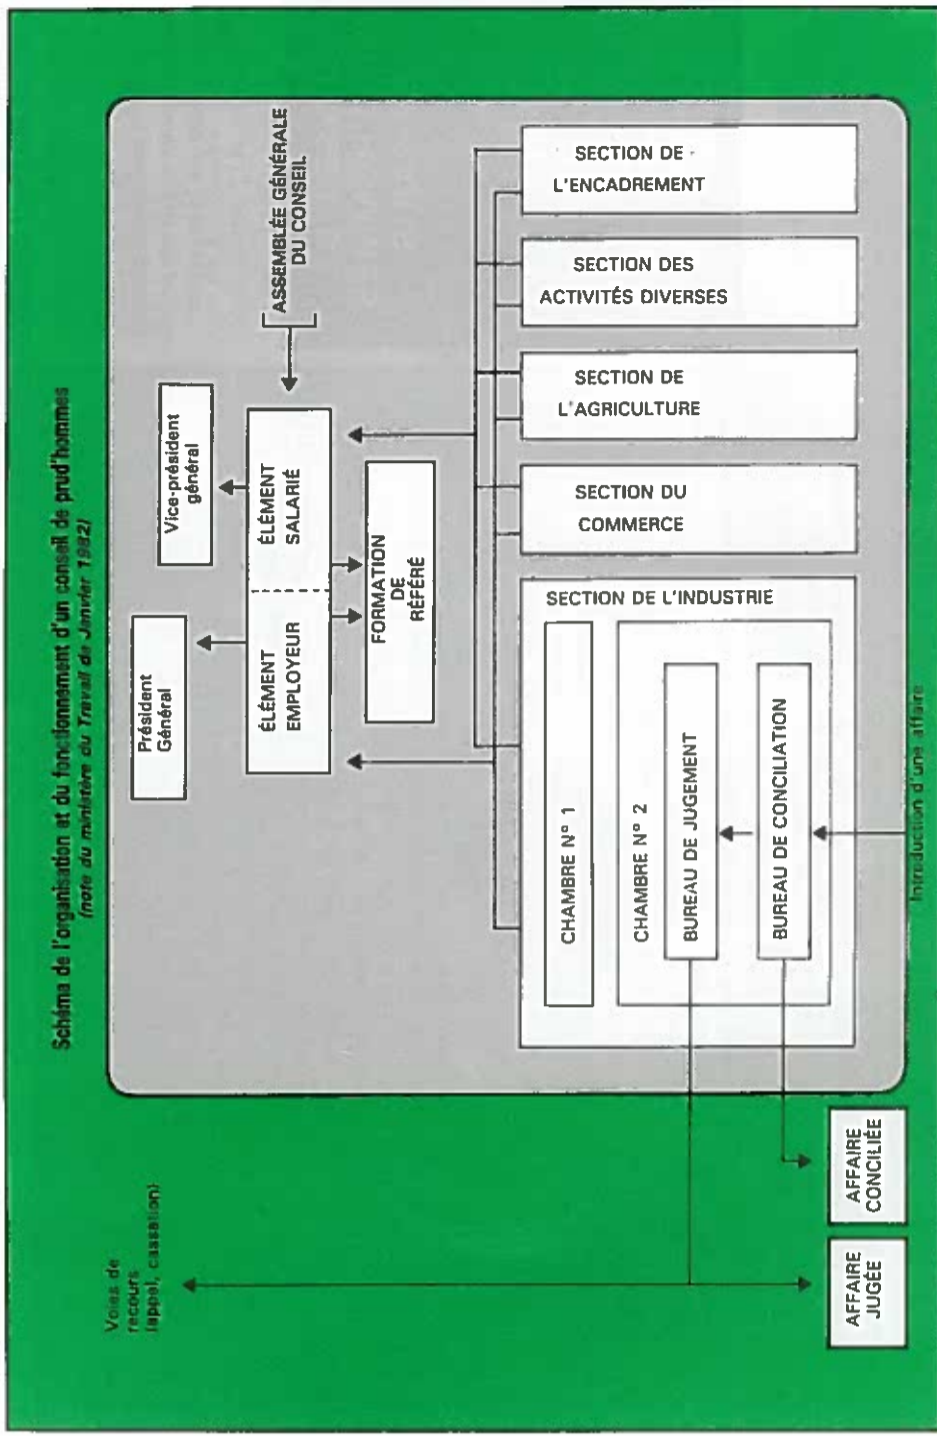 Schéma de l'organisation et du fonctionnement d'un conseil de prud'hommes
(note du ministère du Travail de Janvier 1982)
Voies de
recours
(appel, cassation)
Président
Général
Vice-président
général
ÉLÉMENT
EMPLOYEUR
ÉLÉMENT
SALARIÉ
ASSEMBLÉE GÉNÉRALE
DU CONSEIL
FORMATION
DE
RÉFÉRÉ
SECTION DE L'INDUSTRIE
CHAMBRE Nº 1
CHAMBRE Nº 2
BUREAU DE JUGEMENT
BUREAU DE CONCILIATION
SECTION DU
COMMERCE
SECTION DE
L'AGRICULTURE
SECTION DES
ACTIVITÉS DIVERSES
SECTION DE
L'ENCADREMENT
AFFAIRE
JUGÉE
AFFAIRE
CONCILIÉE
Introduction d'une affaire